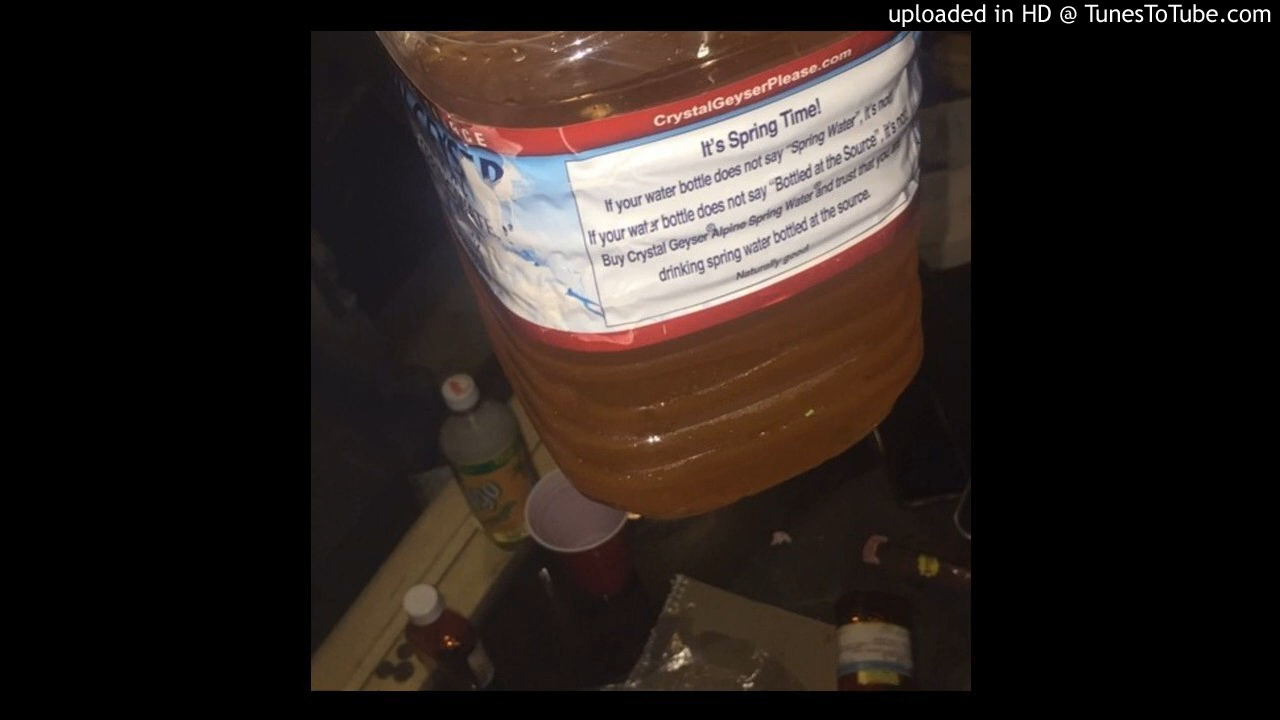 uploaded in HD @ TunesToTube.com
CrystalGeyserPlease.com
It's Spring Time!
If your water bottle does not say "Spring Water", it's not!
If your water bottle does not say "Bottled at the Source", it's not!
Buy Crystal Geyser Alpine Spring Water and trust that you are
drinking spring water bottled at the source.
Naturally good